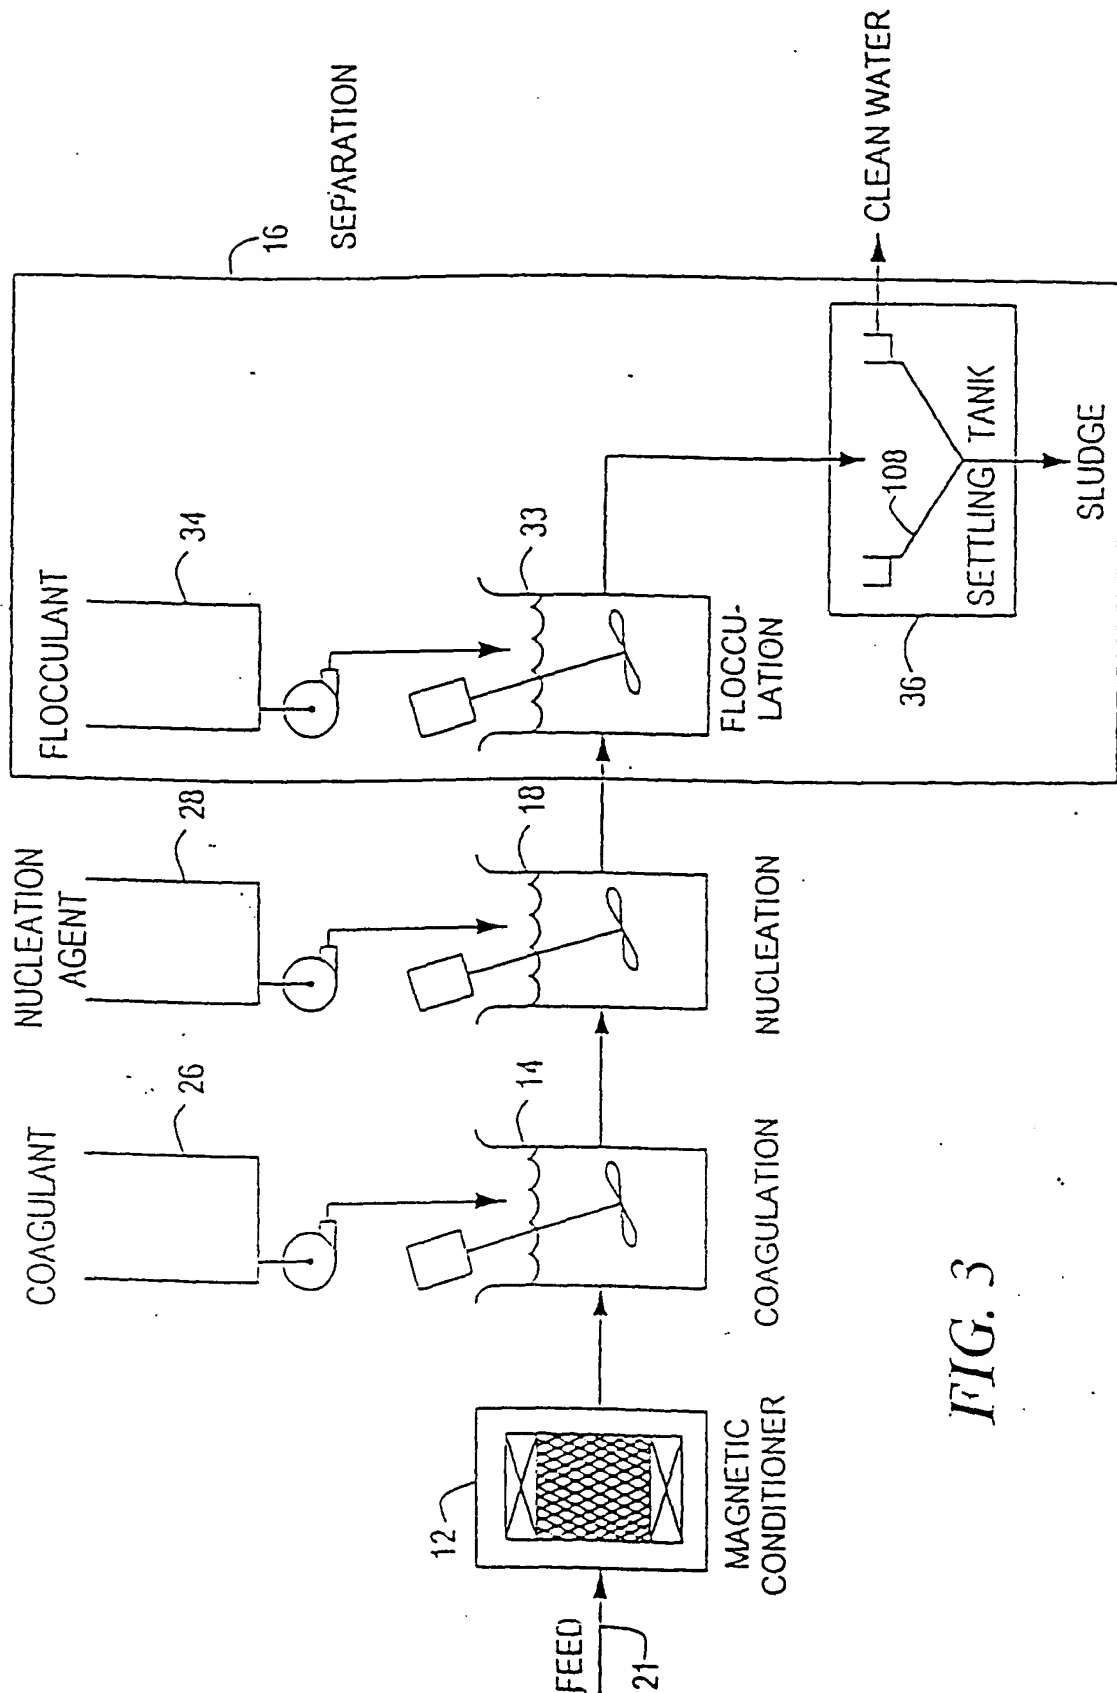 COAGULANT
26
NUCLEATION
AGENT
28
FLOCCULANT
34
16
SEPARATION
FEED
21
12
MAGNETIC
CONDITIONER
14
COAGULATION
18
NUCLEATION
33
FLOCCU-
LATION
36
108
SETTLING TANK
CLEAN WATER
SLUDGE
FIG. 3